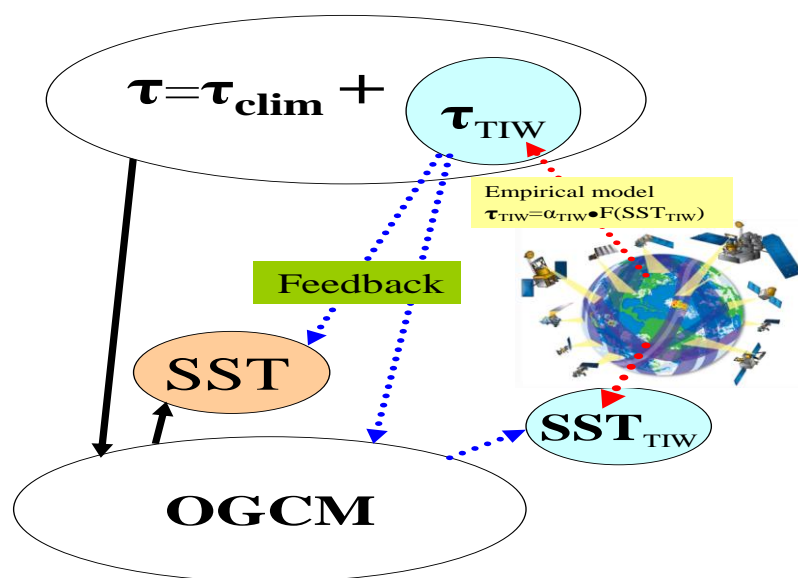 τ=τclim +
τTIW
Empirical model
τTIW=αTIW●F(SSTTIW)
Feedback
SST
SSTTIW
OGCM